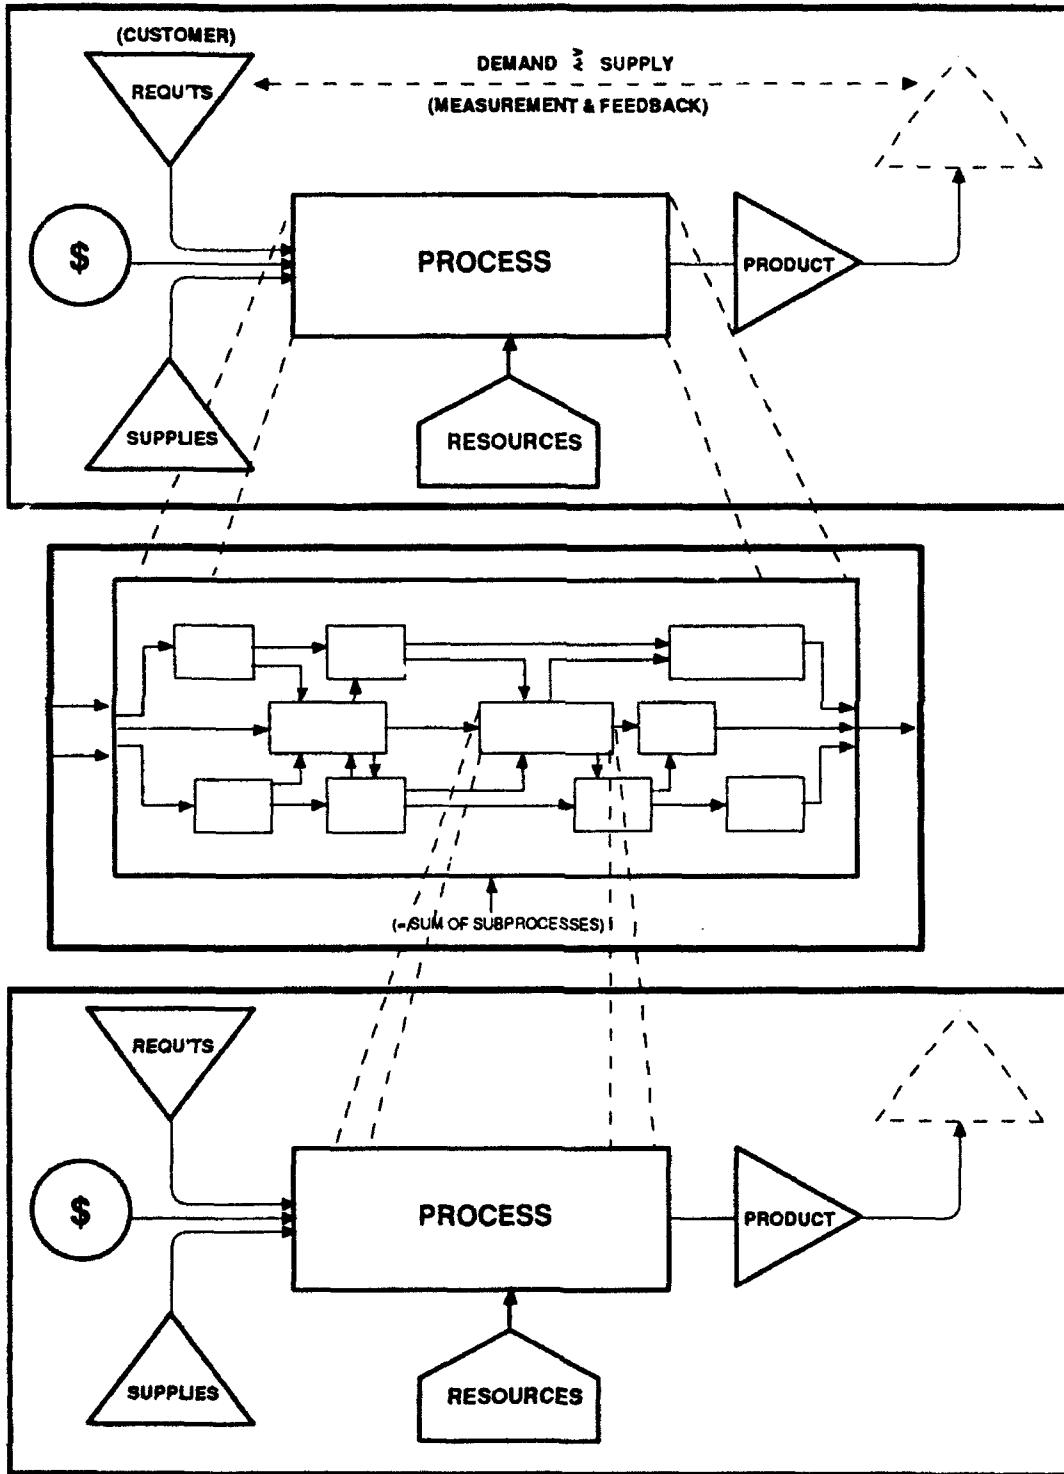 (CUSTOMER)
REQU'TS
DEMAND ≷ SUPPLY
(MEASUREMENT & FEEDBACK)
$
PROCESS
PRODUCT
SUPPLIES
RESOURCES
(=/SUM OF SUBPROCESSES)
REQU'TS
$
PROCESS
PRODUCT
SUPPLIES
RESOURCES